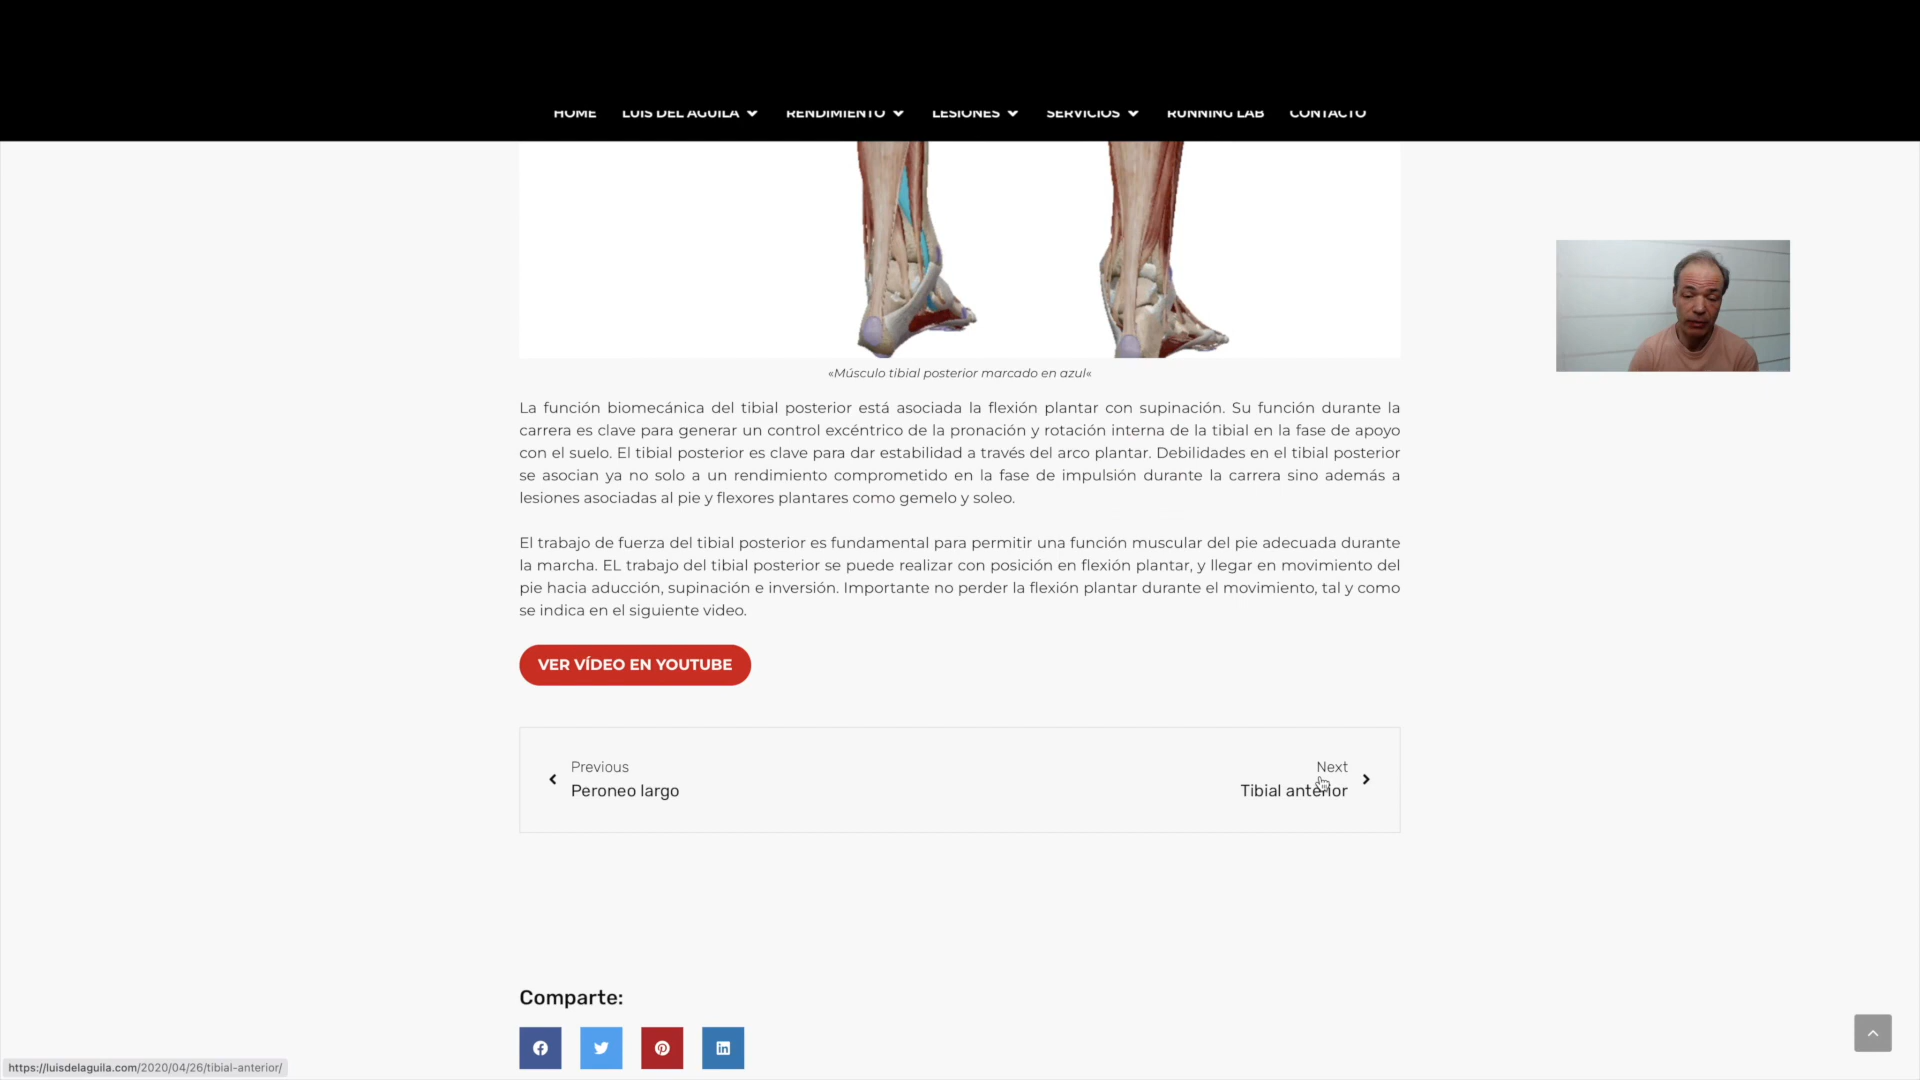 HOME LUIS DEL AGUILA RENDIMIENTO LESIONES SERVICIOS RUNNING LAB CONTACTO
«Músculo tibial posterior marcado en azul«
La función biomecánica del tibial posterior está asociada la flexión plantar con supinación. Su función durante la
carrera es clave para generar un control excéntrico de la pronación y rotación interna de la tibial en la fase de apoyo
con el suelo. El tibial posterior es clave para dar estabilidad a través del arco plantar. Debilidades en el tibial posterior
se asocian ya no solo a un rendimiento comprometido en la fase de impulsión durante la carrera sino además a
lesiones asociadas al pie y flexores plantares como gemelo y soleo.
El trabajo de fuerza del tibial posterior es fundamental para permitir una función muscular del pie adecuada durante
la marcha. EL trabajo del tibial posterior se puede realizar con posición en flexión plantar, y llegar en movimiento del
pie hacia aducción, supinación e inversión. Importante no perder la flexión plantar durante el movimiento, tal y como
se indica en el siguiente video.
VER VÍDEO EN YOUTUBE
Previous
Peroneo largo
Next
Tibial anterior
Comparte:
https://luisdelaguila.com/2020/04/26/tibial-anterior/